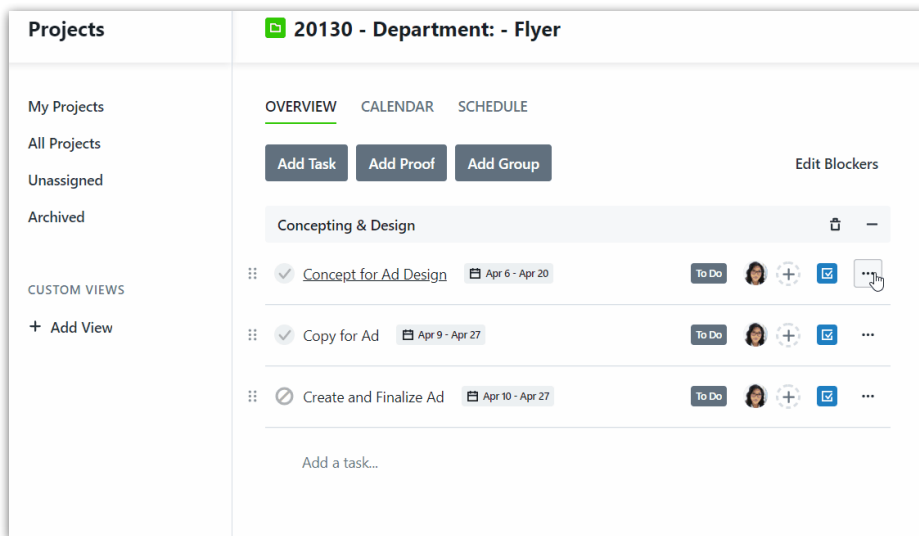 Projects
20130 - Department: - Flyer
My Projects
All Projects
Unassigned
Archived
CUSTOM VIEWS
+ Add View
OVERVIEW CALENDAR SCHEDULE
Add Task Add Proof Add Group Edit Blockers
Concepting & Design
Concept for Ad Design Apr 6 - Apr 20 To Do
Copy for Ad Apr 9 - Apr 27 To Do
Create and Finalize Ad Apr 10 - Apr 27 To Do
Add a task...